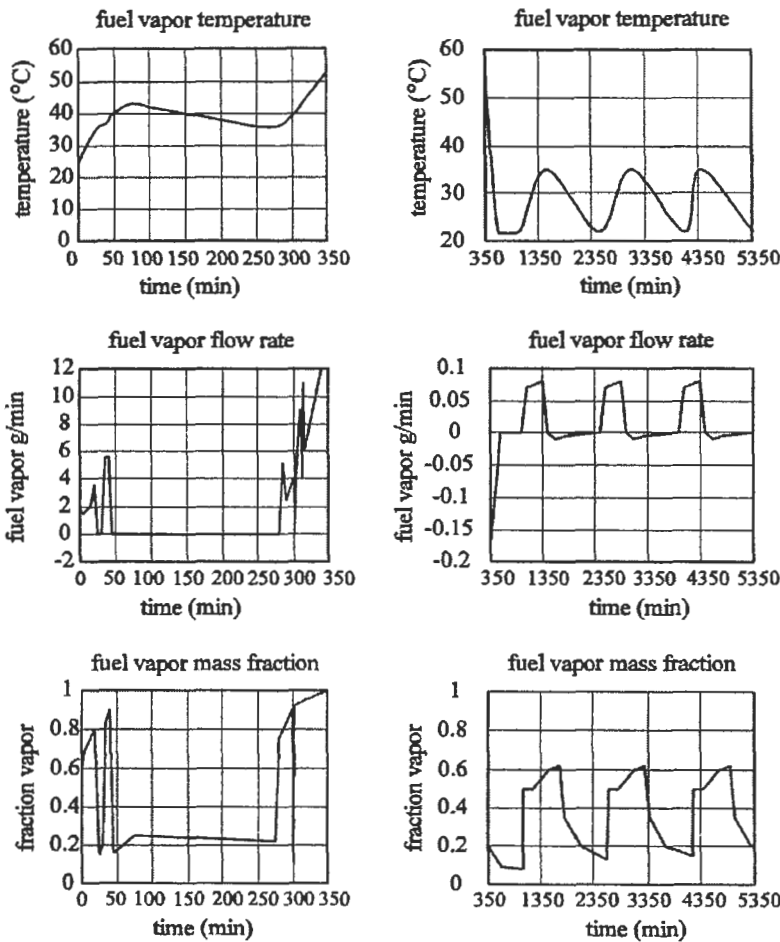 fuel vapor temperature
temperature (°C)
60
50
40
30
20
10
0
0 50 100 150 200 250 300 350
time (min)
fuel vapor temperature
temperature (°C)
60
50
40
30
20
350 1350 2350 3350 4350 5350
time (min)
fuel vapor flow rate
fuel vapor g/min
12
10
8
6
4
2
0
-2
0 50 100 150 200 250 300 350
time (min)
fuel vapor flow rate
fuel vapor g/min
0.1
0.05
0
-0.05
-0.1
-0.15
-0.2
350 1350 2350 3350 4350 5350
time (min)
fuel vapor mass fraction
fraction vapor
1
0.8
0.6
0.4
0.2
0
0 50 100 150 200 250 300 350
time (min)
fuel vapor mass fraction
fraction vapor
1
0.8
0.6
0.4
0.2
0
350 1350 2350 3350 4350 5350
time (min)